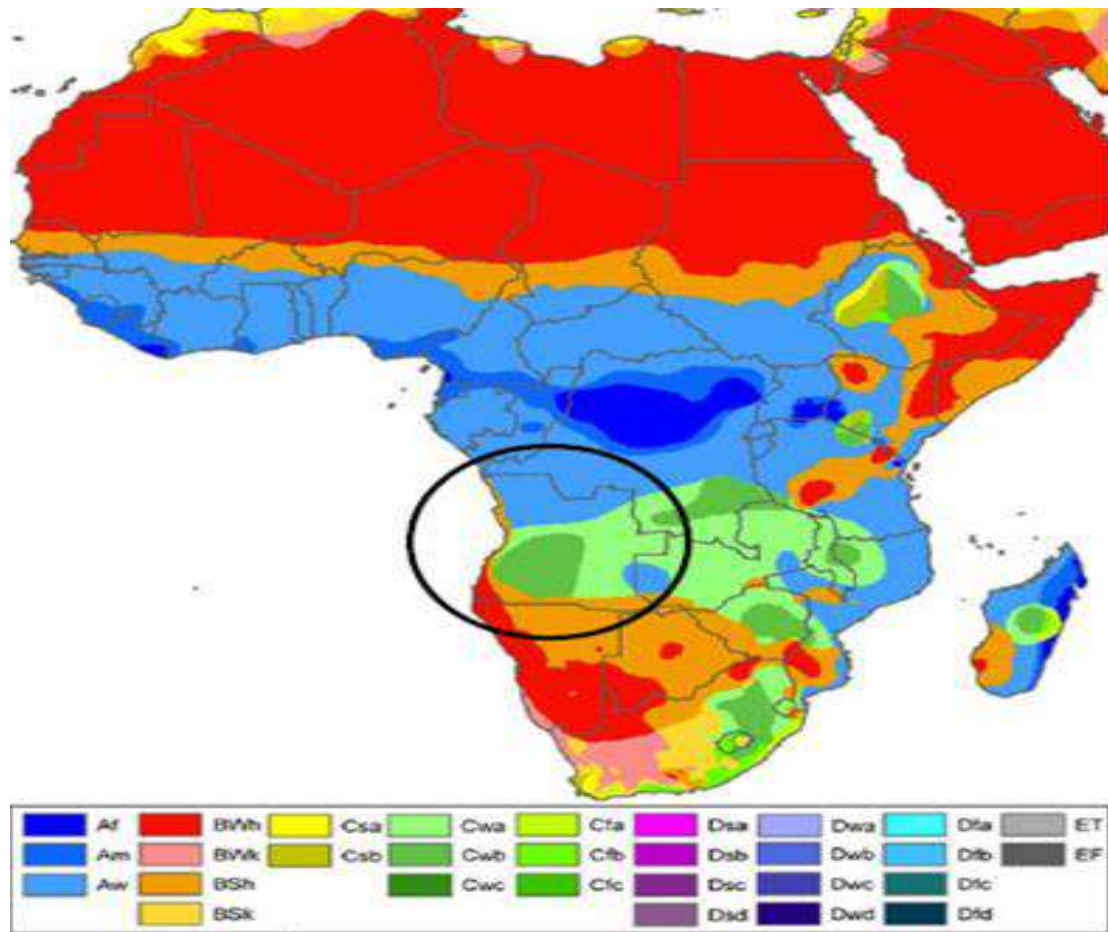 Af BWh Csa Cwa Cfa Dsa Dwa Dfa ET
Am BWk Csb Cwb Cfb Dsb Dwb Dfb EF
Aw BSh Cwc Cfc Dsc Dwc Dfc
BSk Dsd Dwd Dfd